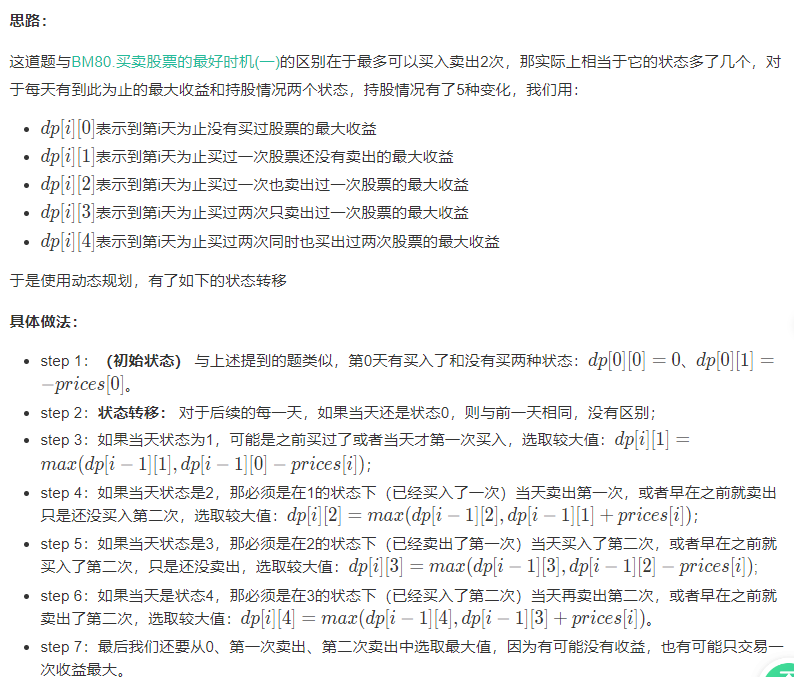 思路：
这道题与BM80.买卖股票的最好时机(一)的区别在于最多可以买入卖出2次，那实际上相当于它的状态多了几个，对
于每天有到此为止的最大收益和持股情况两个状态，持股情况有了5种变化，我们用：
• dp[i][0]表示到第i天为止没有买过股票的最大收益
• dp[i][1]表示到第i天为止买过一次股票还没有卖出的最大收益
• dp[i][2]表示到第i天为止买过一次也卖出过一次股票的最大收益
• dp[i][3]表示到第i天为止买过两次只卖出过一次股票的最大收益
• dp[i][4]表示到第i天为止买过两次同时也买出过两次股票的最大收益
于是使用动态规划，有了如下的状态转移
具体做法：
• step 1：（初始状态） 与上述提到的题类似，第0天有买入了和没有买两种状态：dp[0][0] = 0、dp[0][1] =
−prices[0]。
• step 2：状态转移： 对于后续的每一天，如果当天还是状态0，则与前一天相同，没有区别；
• step 3：如果当天状态为1，可能是之前买过了或者当天才第一次买入，选取较大值：dp[i][1] =
max(dp[i − 1][1], dp[i − 1][0] − prices[i])；
• step 4：如果当天状态是2，那必须是在1的状态下（已经买入了一次）当天卖出第一次，或者早在之前就卖出
只是还没买入第二次，选取较大值：dp[i][2] = max(dp[i − 1][2], dp[i − 1][1] + prices[i])；
• step 5：如果当天状态是3，那必须是在2的状态下（已经卖出了第一次）当天买入了第二次，或者早在之前就
买入了第二次，只是还没卖出，选取较大值：dp[i][3] = max(dp[i − 1][3], dp[i − 1][2] − prices[i]);
• step 6：如果当天是状态4，那必须是在3的状态下（已经买入了第二次）当天再卖出第二次，或者早在之前就
卖出了第二次，选取较大值：dp[i][4] = max(dp[i − 1][4], dp[i − 1][3] + prices[i])。
• step 7：最后我们还要从0、第一次卖出、第二次卖出中选取最大值，因为有可能没有收益，也有可能只交易一
次收益最大。